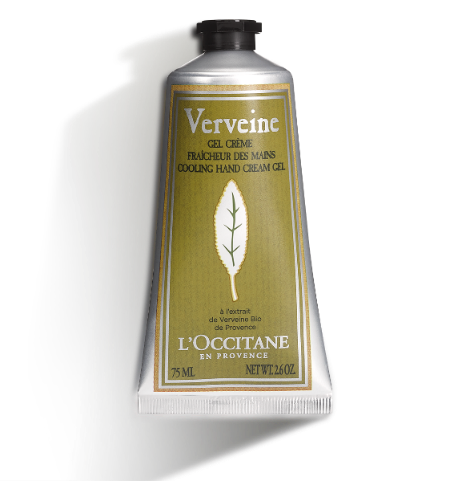 Verveine
GEL CRÈME
FRAÎCHEUR DES MAINS
COOLING HAND CREAM GEL
à l'extrait
de Verveine Bio
de Provence
L'OCCITANE
EN PROVENCE
75 ML NET WT. 2.6 OZ.